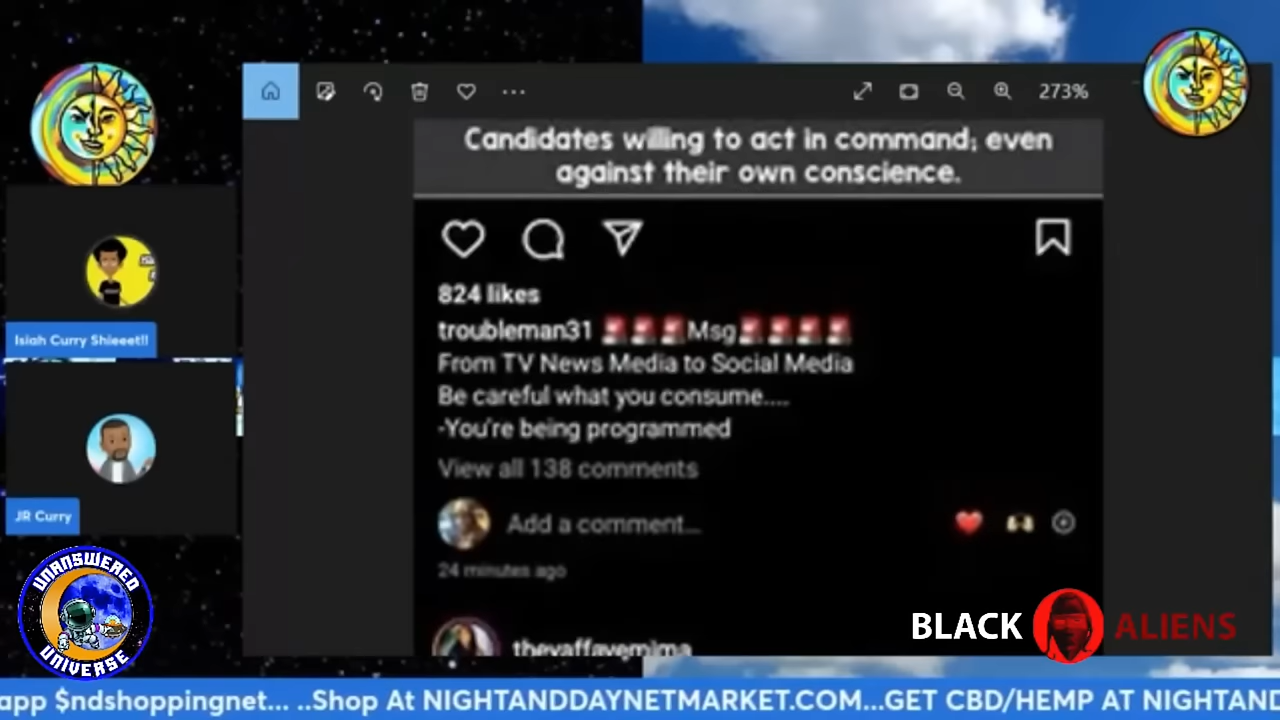 273%
Candidates willing to act in command; even
against their own conscience.
824 likes
troubleman31 🚨🚨🚨Msg🚨🚨🚨🚨
From TV News Media to Social Media
Be careful what you consume....
-You're being programmed
View all 138 comments
Add a comment...
24 minutes ago
theyaffavemima
Isiah Curry Shieeet!!
JR Curry
UNANSWERED
UNIVERSE
BLACK ALIENS
app $ndshoppingnet... ..Shop At NIGHTANDDAYNETMARKET.COM...GET CBD/HEMP AT NIGHTAND